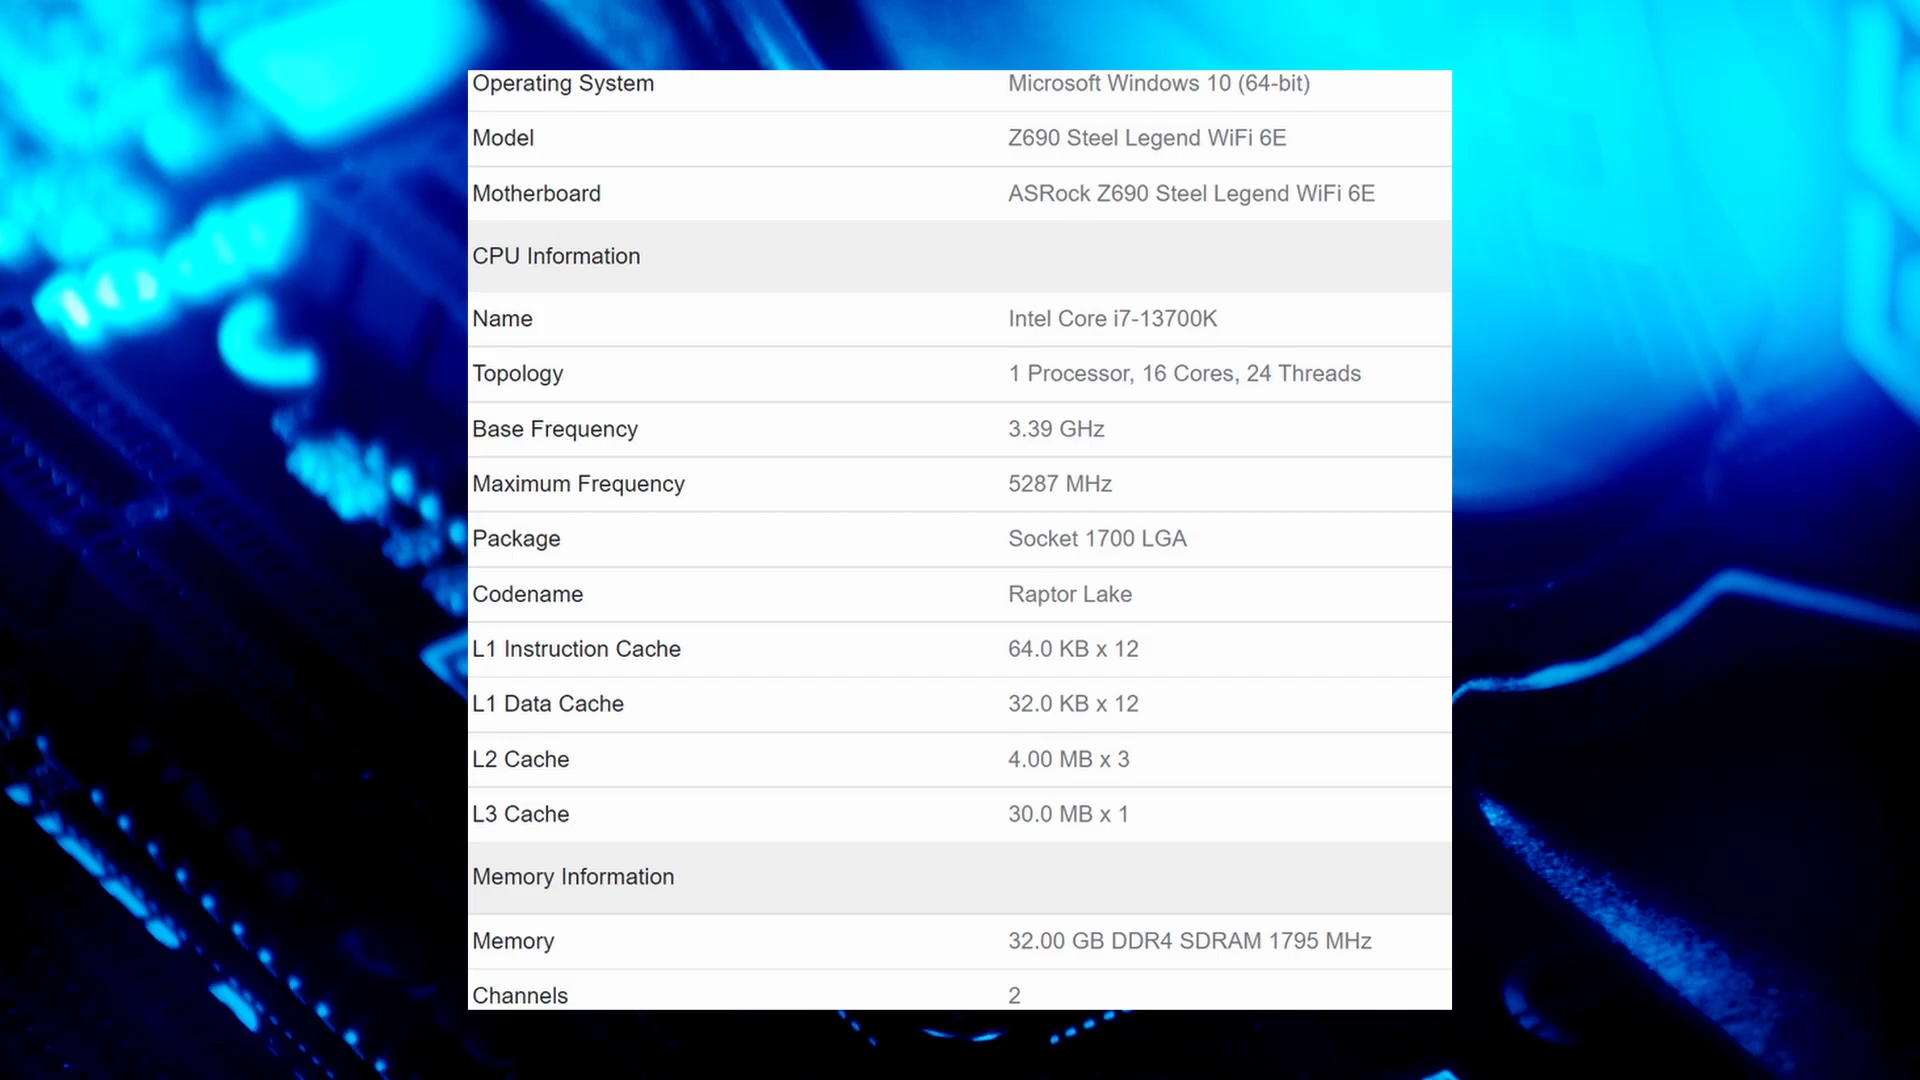 Operating System Microsoft Windows 10 (64-bit)
Model Z690 Steel Legend WiFi 6E
Motherboard ASRock Z690 Steel Legend WiFi 6E
CPU Information
Name Intel Core i7-13700K
Topology 1 Processor, 16 Cores, 24 Threads
Base Frequency 3.39 GHz
Maximum Frequency 5287 MHz
Package Socket 1700 LGA
Codename Raptor Lake
L1 Instruction Cache 64.0 KB x 12
L1 Data Cache 32.0 KB x 12
L2 Cache 4.00 MB x 3
L3 Cache 30.0 MB x 1
Memory Information
Memory 32.00 GB DDR4 SDRAM 1795 MHz
Channels 2